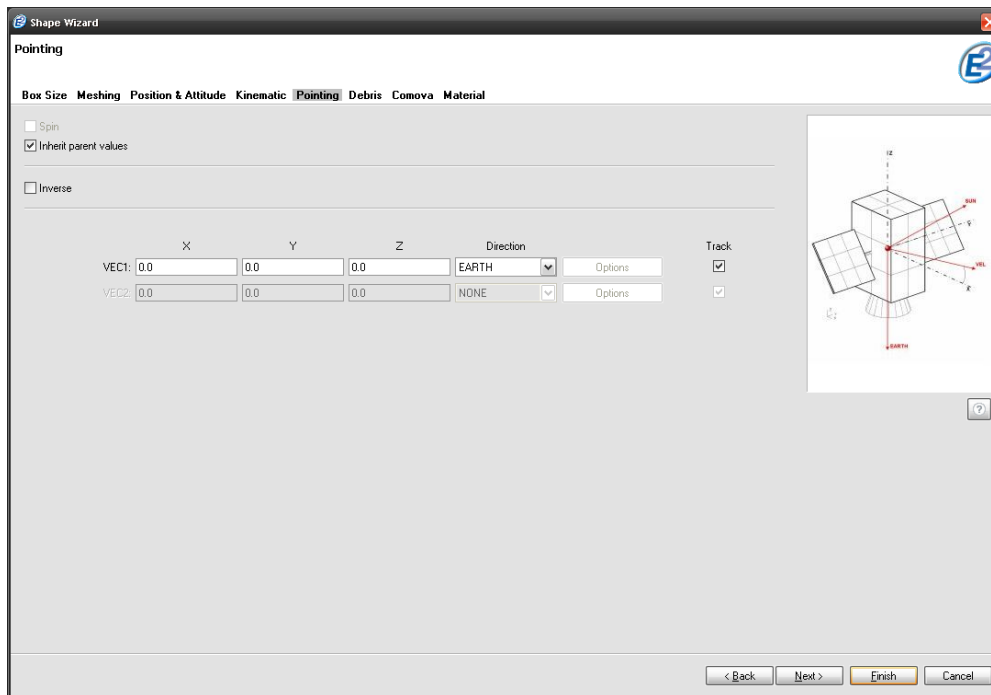 Shape Wizard
Pointing
Box Size Meshing Position & Attitude Kinematic Pointing Debris Comova Material
Spin
Inherit parent values
Inverse
X Y Z Direction Track
VEC1: 0.0 0.0 0.0 EARTH Options
VEC2: 0.0 0.0 0.0 NONE Options
Z
SUN
VEL
EARTH
?
< Back Next > Finish Cancel